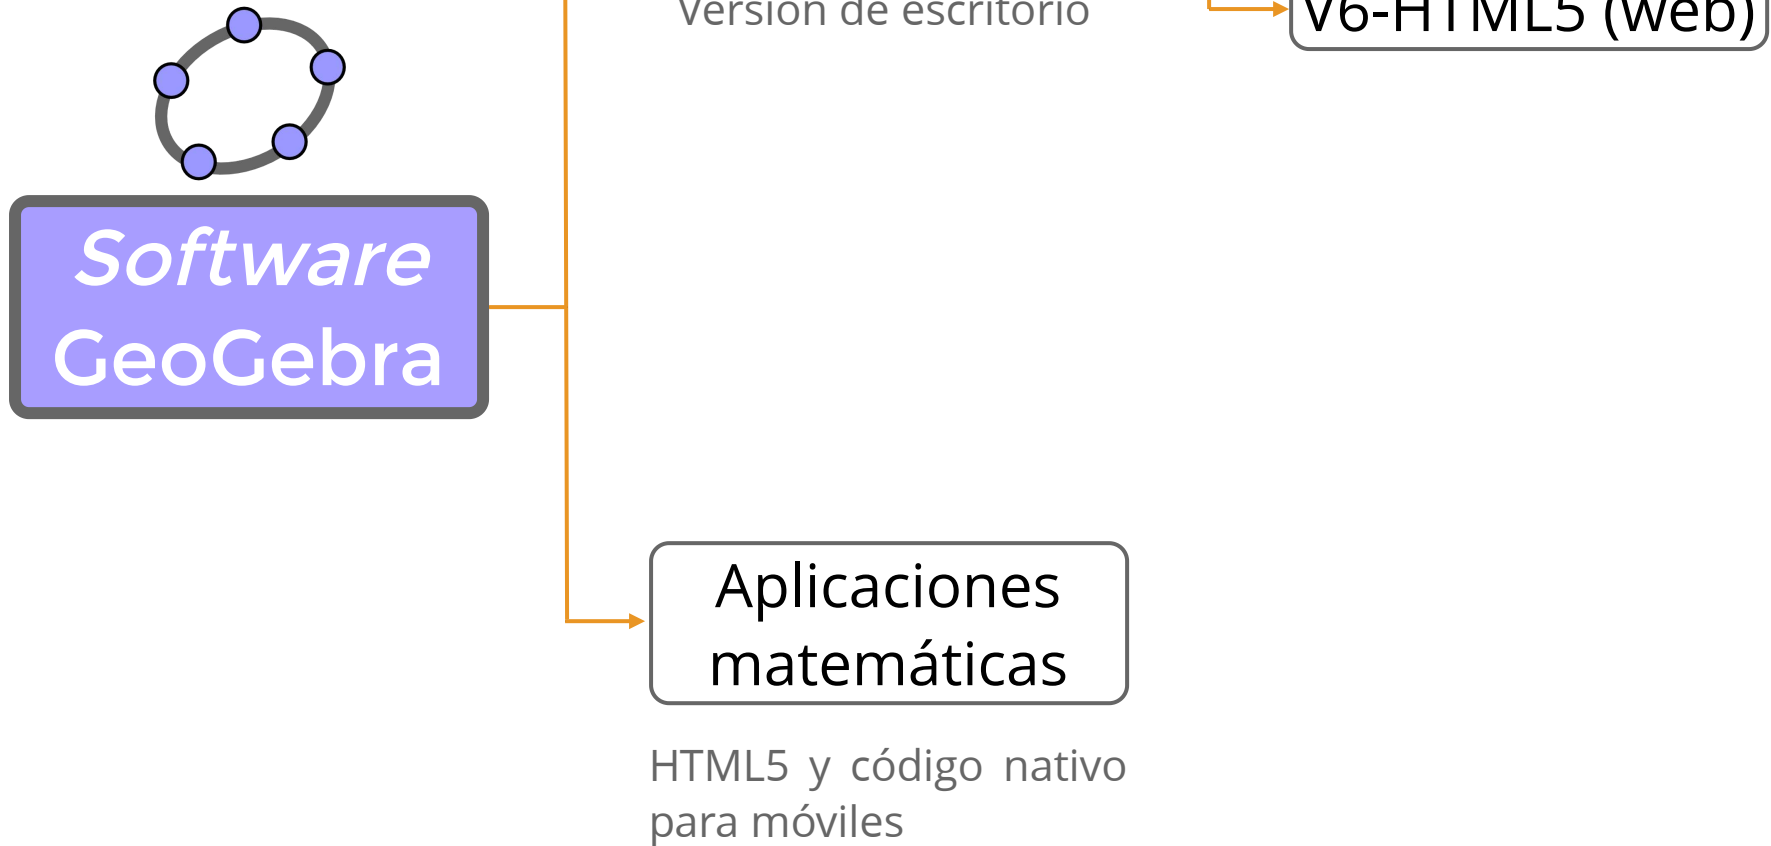 Versión de escritorio
V6-HTML5 (web)
Software
GeoGebra
Aplicaciones
matemáticas
HTML5 y código nativo
para móviles